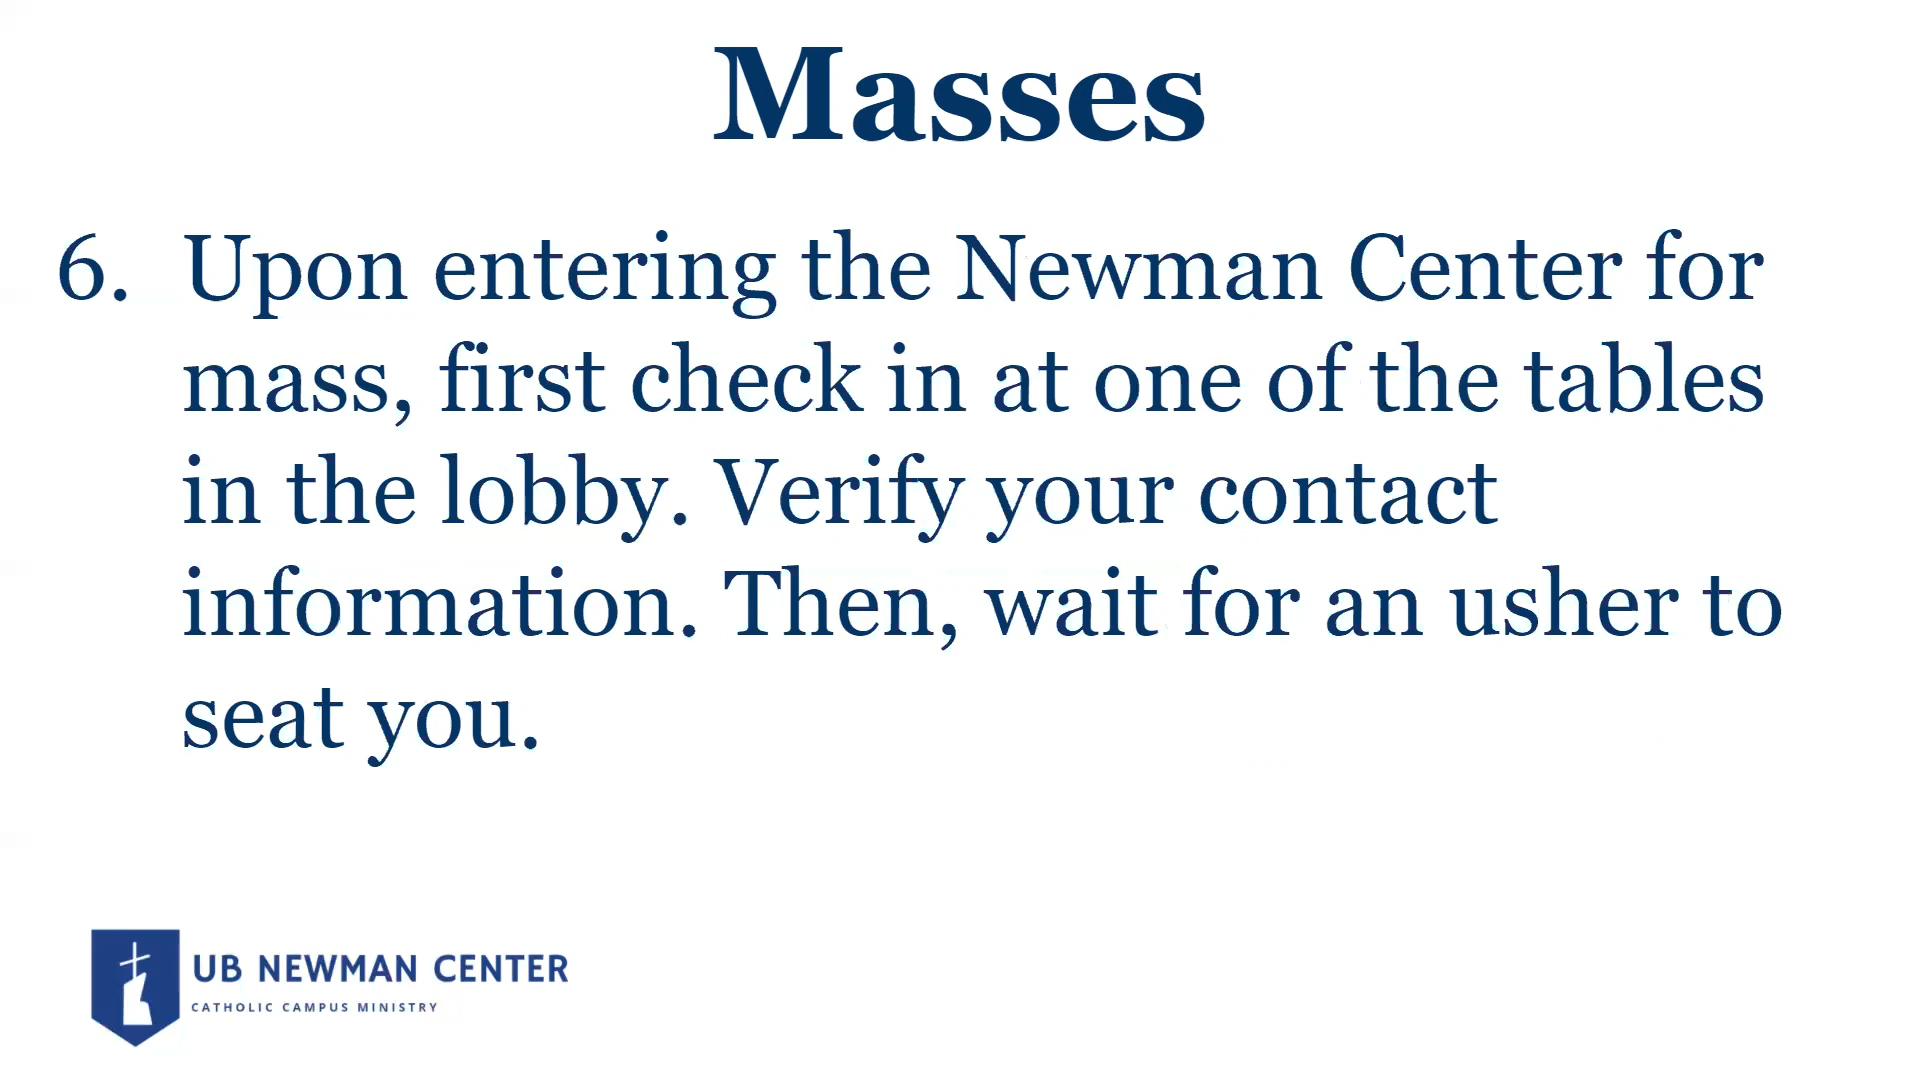 Masses
6. Upon entering the Newman Center for
mass, first check in at one of the tables
in the lobby. Verify your contact
information. Then, wait for an usher to
seat you.
UB NEWMAN CENTER
CATHOLIC CAMPUS MINISTRY